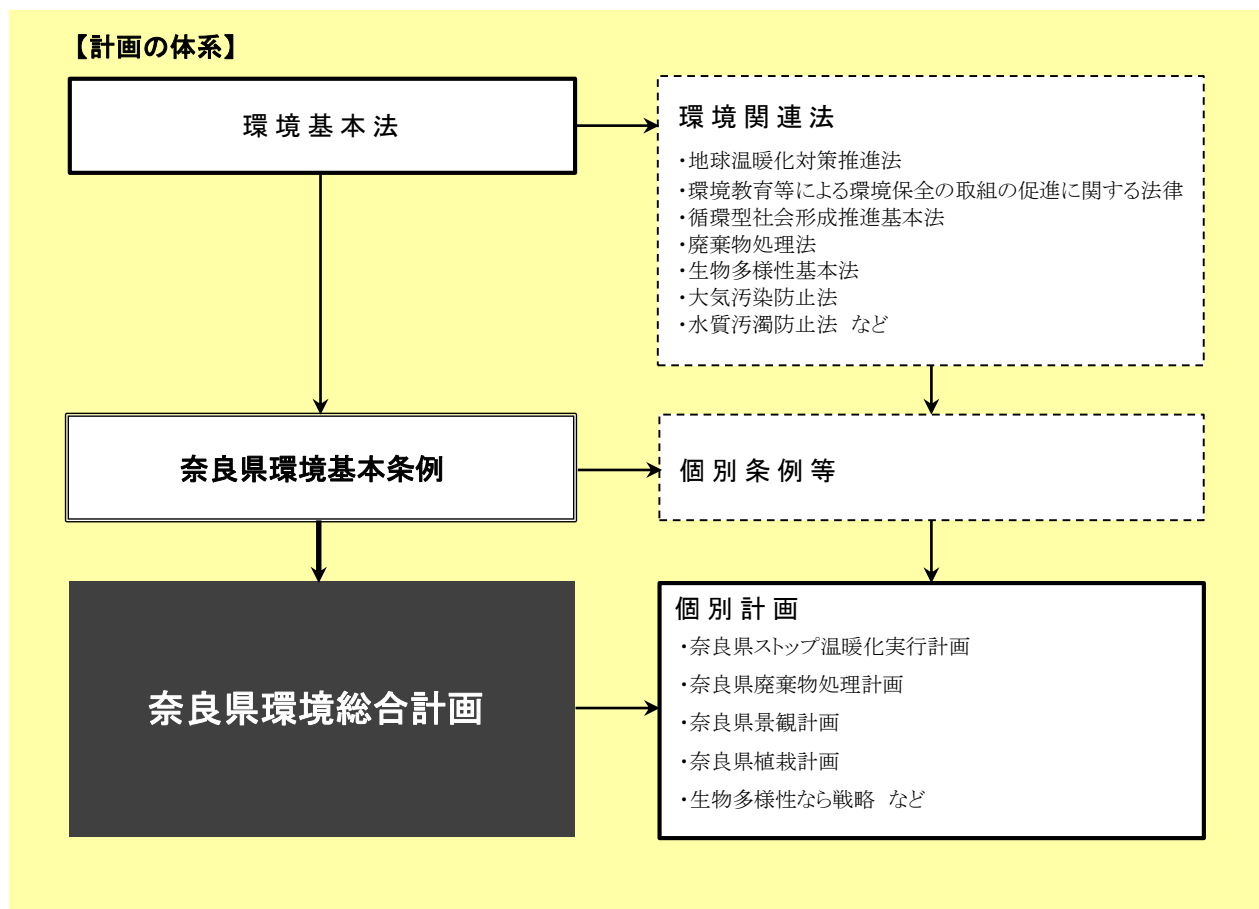 【計画の体系】
環境基本法
環境関連法
・地球温暖化対策推進法
・環境教育等による環境保全の取組の促進に関する法律
・循環型社会形成推進基本法
・廃棄物処理法
・生物多様性基本法
・大気汚染防止法
・水質汚濁防止法 など
奈良県環境基本条例
個別条例等
奈良県環境総合計画
個別計画
・奈良県ストップ温暖化実行計画
・奈良県廃棄物処理計画
・奈良県景観計画
・奈良県植栽計画
・生物多様性なら戦略 など